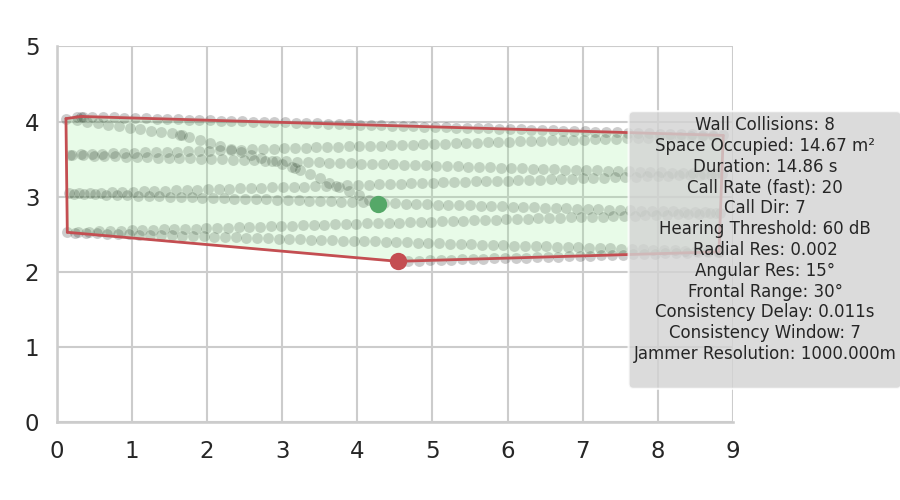 5
4
3
2
1
0
0 1 2 3 4 5 6 7 8 9
Wall Collisions: 8
Space Occupied: 14.67 m²
Duration: 14.86 s
Call Rate (fast): 20
Call Dir: 7
Hearing Threshold: 60 dB
Radial Res: 0.002
Angular Res: 15°
Frontal Range: 30°
Consistency Delay: 0.011s
Consistency Window: 7
Jammer Resolution: 1000.000m